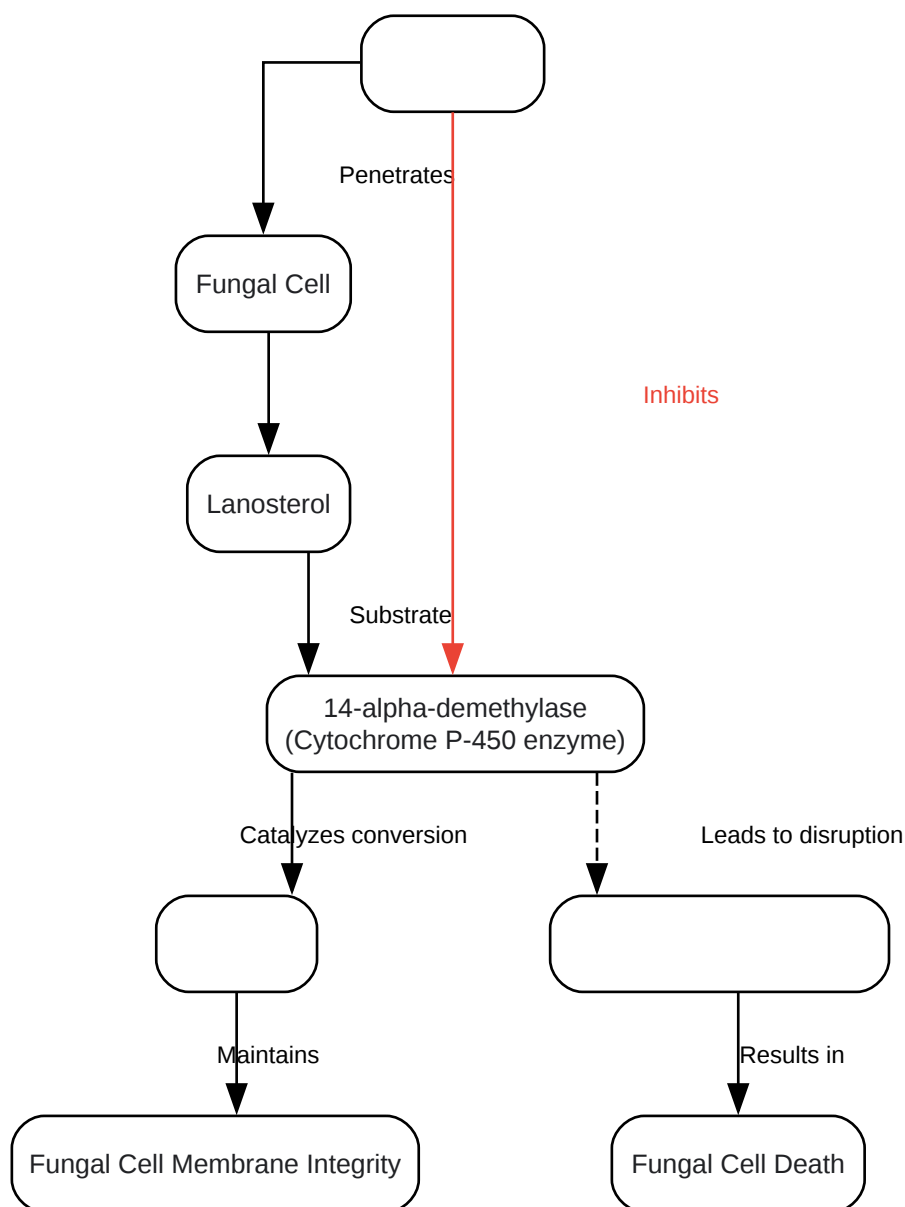 Penetrates
Fungal Cell
Inhibits
Lanosterol
Substrate
14-alpha-demethylase
(Cytochrome P-450 enzyme)
Catalyzes conversion
Leads to disruption
Maintains
Results in
Fungal Cell Membrane Integrity
Fungal Cell Death